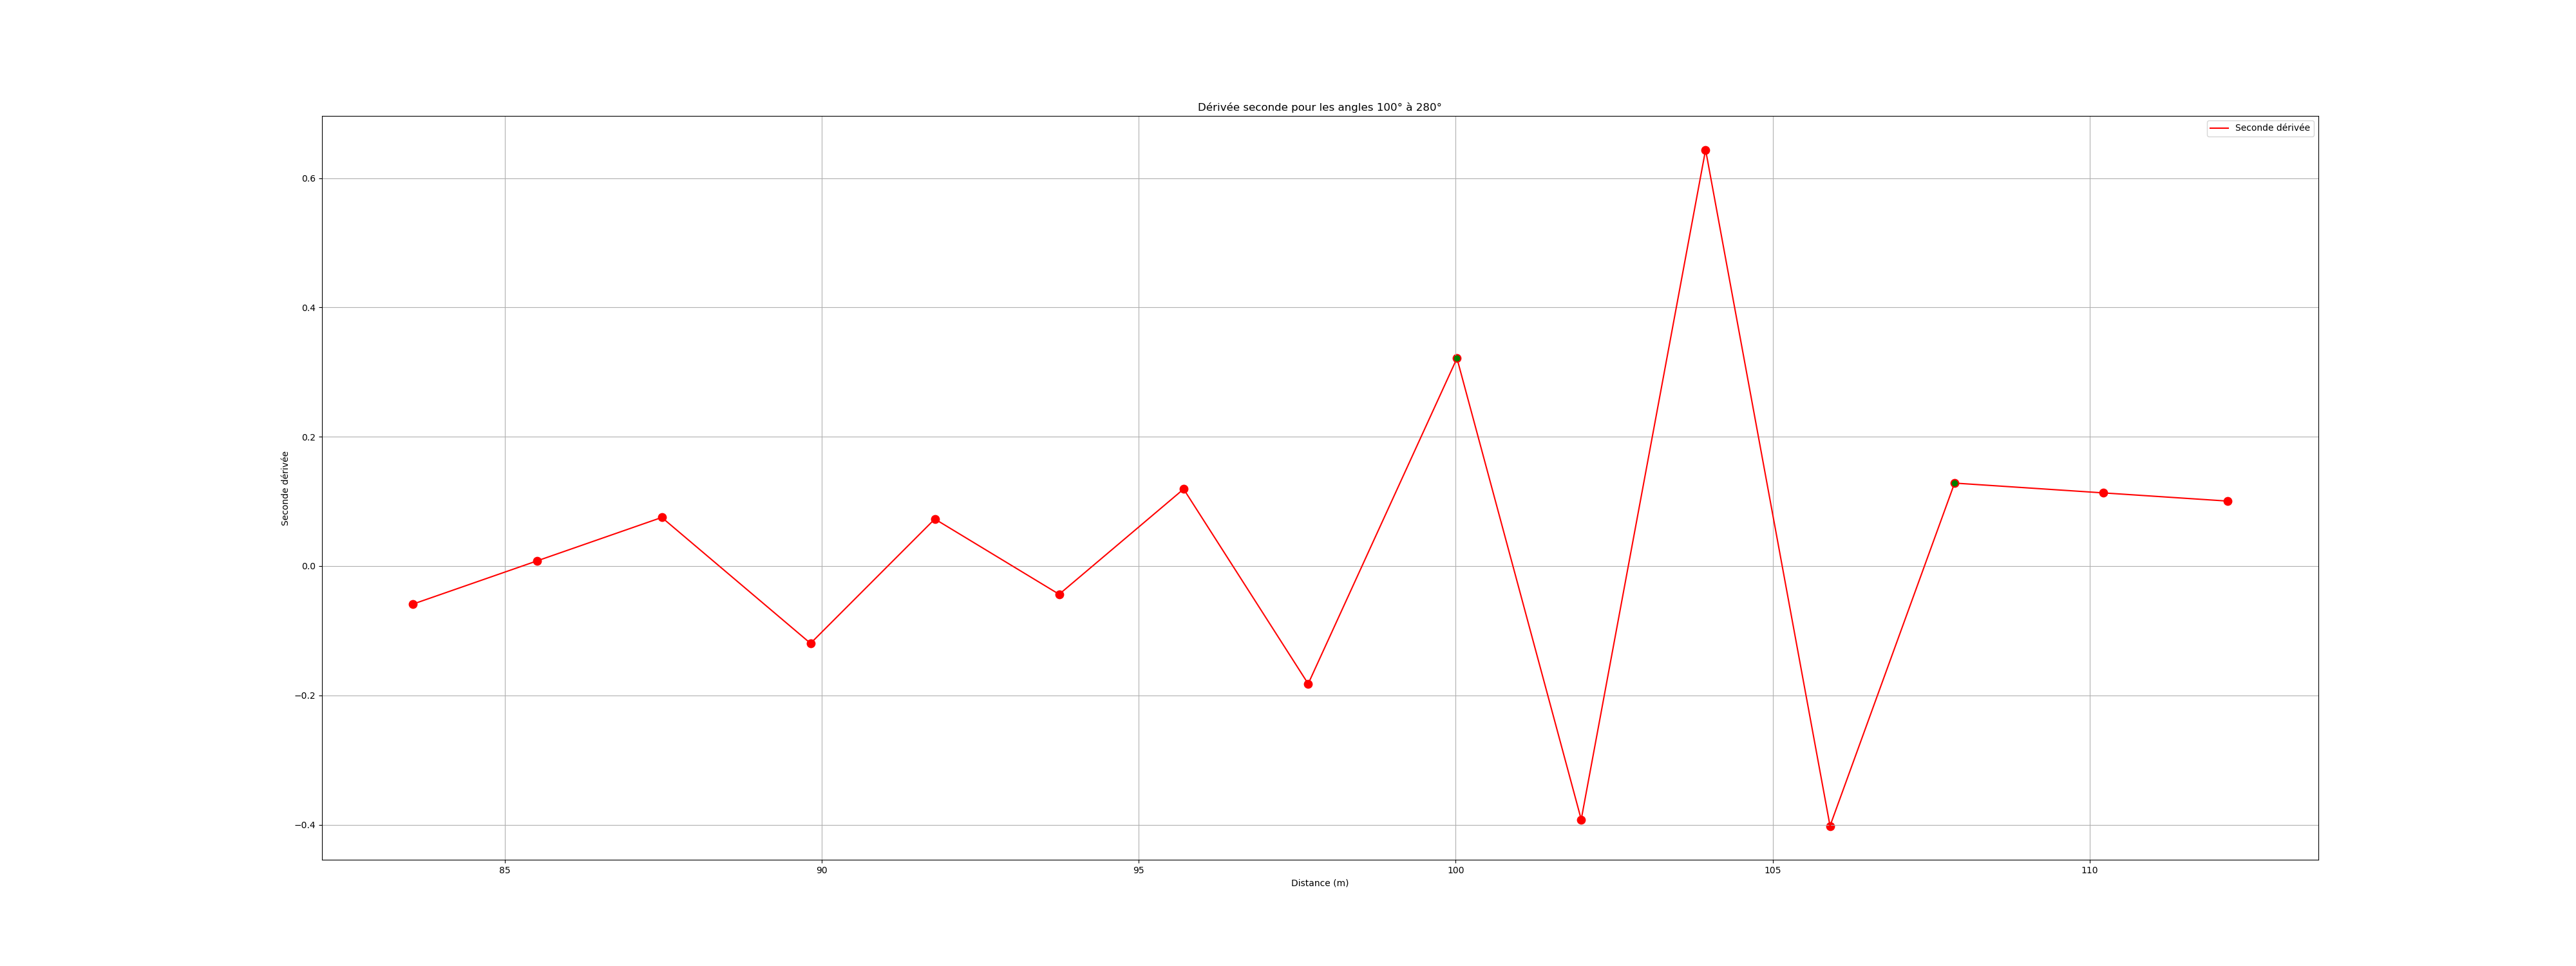 Dérivée seconde pour les angles 100° à 280°
Seconde dérivée
Seconde dérivée
0.6
0.4
0.2
0.0
−0.2
−0.4
85 90 95 100 105 110
Distance (m)